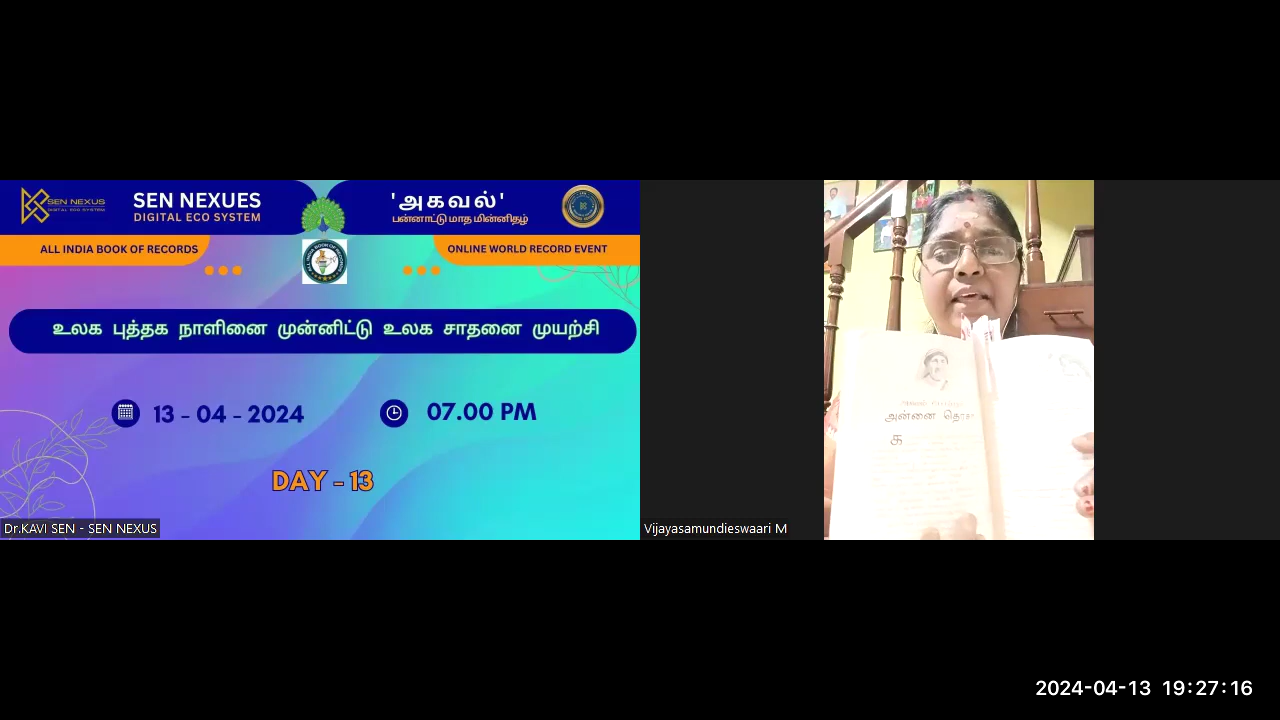 SEN NEXUS
DIGITAL ECO SYSTEM
SEN NEXUES
DIGITAL ECO SYSTEM
'அகவல்'
பன்னாட்டு மாத மின்னிதழ்
ALL INDIA BOOK OF RECORDS
ONLINE WORLD RECORD EVENT
உலக புத்தக நாளினை முன்னிட்டு உலக சாதனை முயற்சி
13 - 04 - 2024
07.00 PM
DAY - 13
Dr.KAVI SEN - SEN NEXUS
அன்னை
க
Vijayasamundieswaari M
2024-04-13 19:27:16